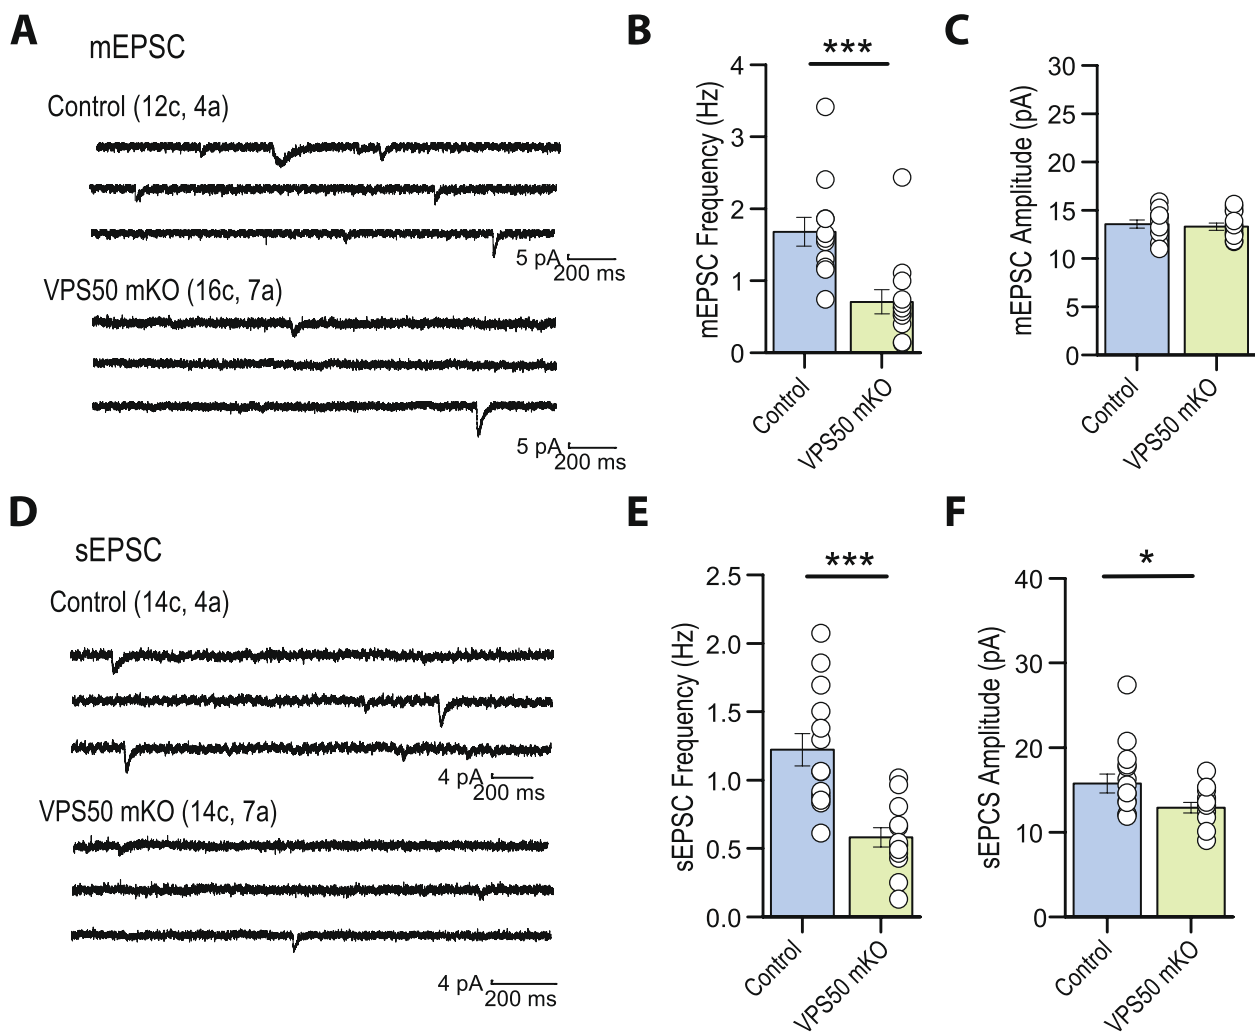 A
mEPSC
Control (12c, 4a)
5 pA
200 ms
VPS50 mKO (16c, 7a)
5 pA
200 ms
B
***
mEPSC Frequency (Hz)
4
3
2
1
0
Control
VPS50 mKO
C
mEPSC Amplitude (pA)
30
25
20
15
10
5
0
Control
VPS50 mKO
D
sEPSC
Control (14c, 4a)
4 pA
200 ms
VPS50 mKO (14c, 7a)
4 pA
200 ms
E
***
sEPSC Frequency (Hz)
2.5
2.0
1.5
1.0
0.5
0.0
Control
VPS50 mKO
F
*
sEPCS Amplitude (pA)
40
30
20
10
0
Control
VPS50 mKO